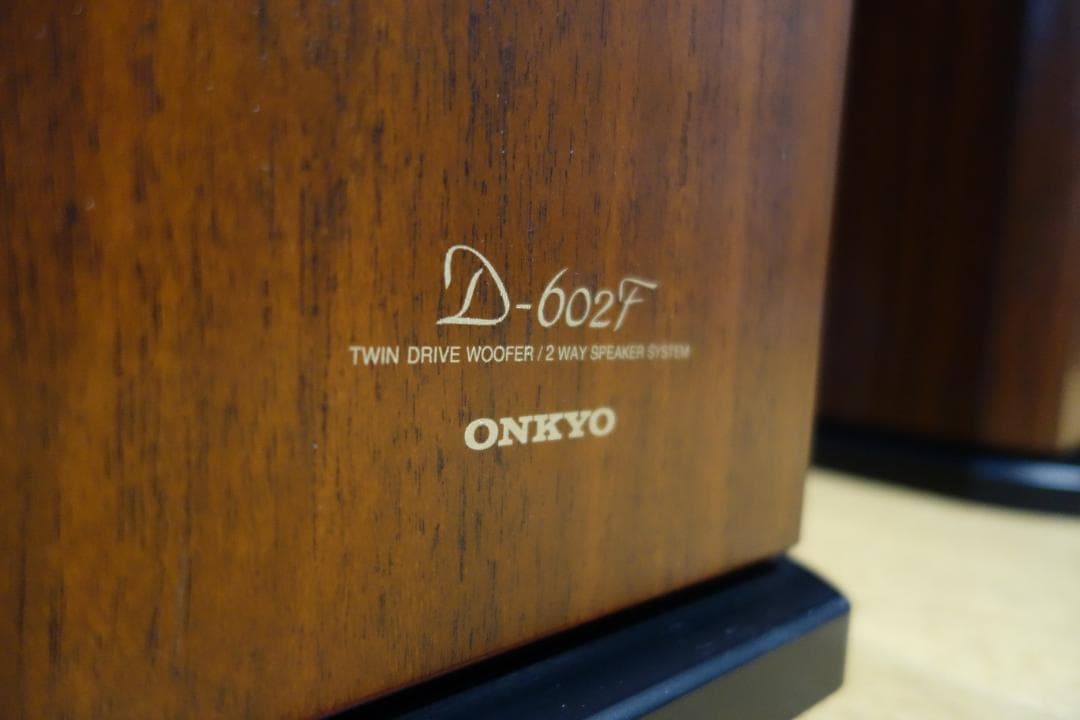 D-602F
TWIN DRIVE WOOFER / 2 WAY SPEAKER SYSTEM
ONKYO